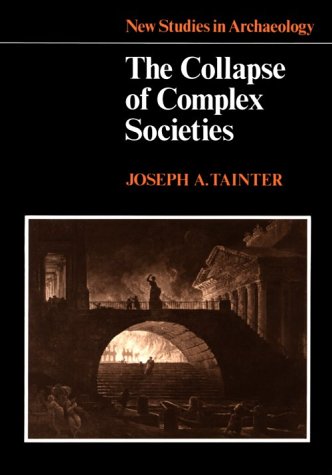 New Studies in Archaeology
The Collapse
of Complex
Societies
JOSEPH A. TAINTER